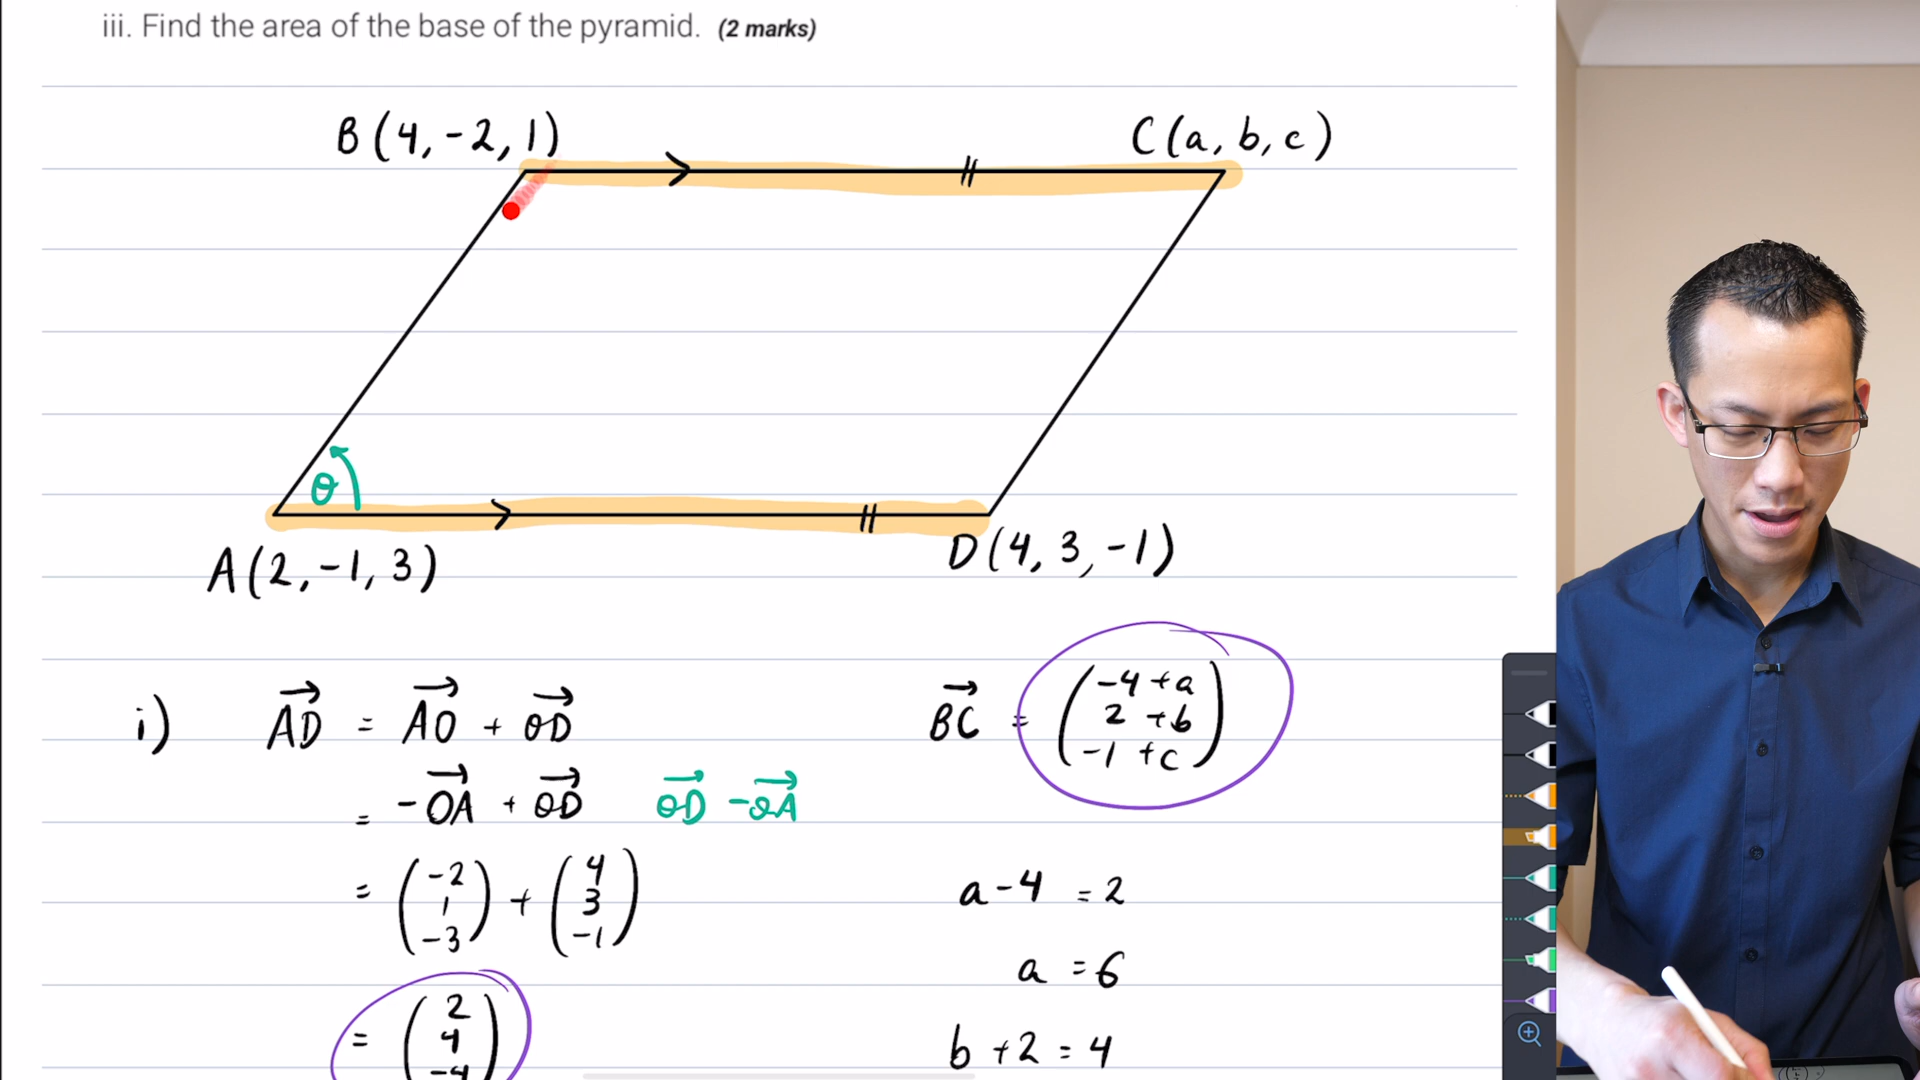 iii. Find the area of the base of the pyramid. (2 marks)
B(4,-2,1)
C(a,b,c)
θ
A(2,-1,3)
D(4,3,-1)
i) AD = AO + OD
= -OA + OD
OD -OA
= (-2 1 -3) + (4 3 -1)
= (2 4 -4
BC = (-4+a 2+b -1+c)
a-4 = 2
a = 6
b+2 = 4